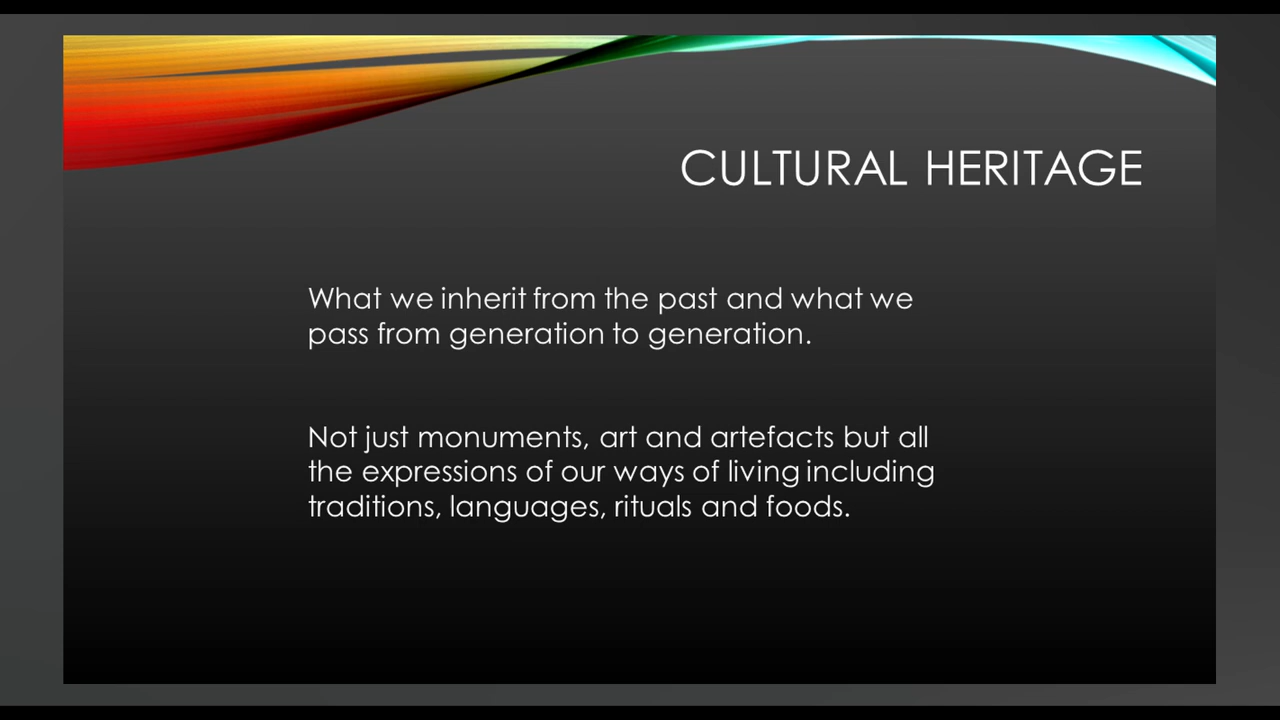 CULTURAL HERITAGE
What we inherit from the past and what we
pass from generation to generation.
Not just monuments, art and artefacts but all
the expressions of our ways of living including
traditions, languages, rituals and foods.